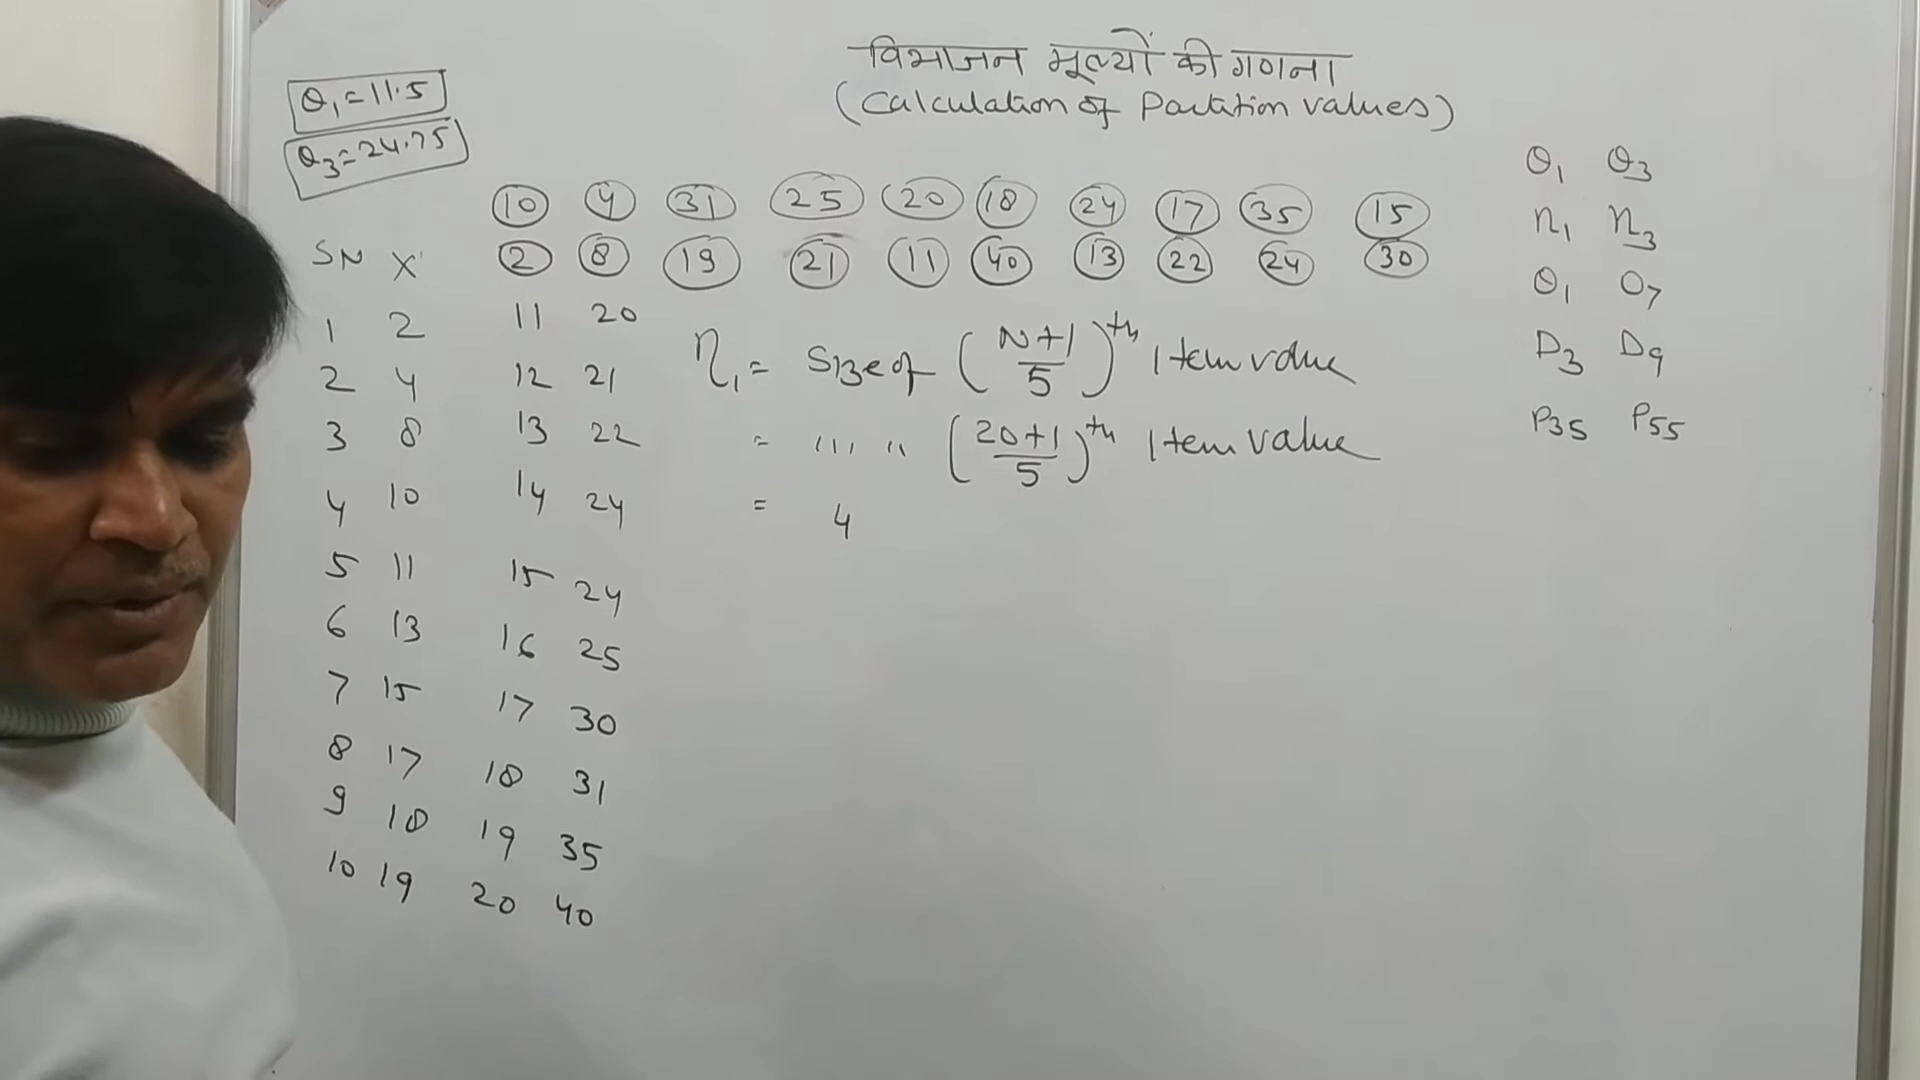 विभाजन मूल्यों की गणना
(Calculation of Partition values)
Q₁ = 11.5
Q₃ = 24.75
Q₁ Q₃
η₁ η₃
O₁ O₇
D₃ D₉
P₃₅ P₅₅
10 4 31 25 20 18 24 17 35 15
2 8 19 21 11 40 13 22 24 30
SN X
1 2 11 20
2 4 12 21
3 8 13 22
4 10 14 24
5 11 15 24
6 13 16 25
7 15 17 30
8 17 18 31
9 18 19 35
10 19 20 40
η₁ = Size of (N+1/5)th Item value
= ,,, ,, (20+1/5)th Item value
= 4